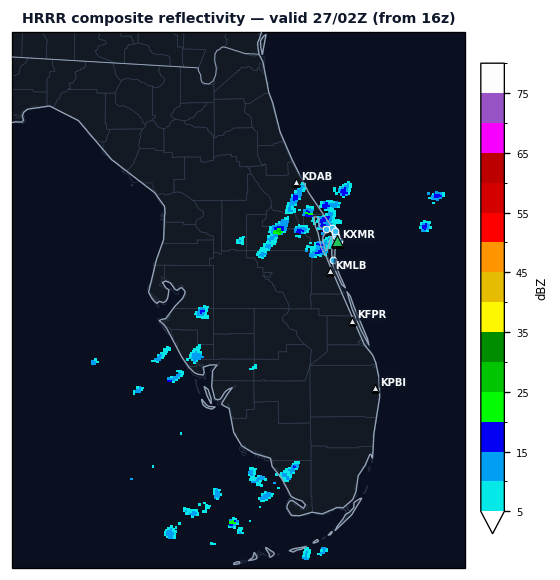 HRRR composite reflectivity — valid 27/02Z (from 16z)
KDAB
KXMR
KMLB
KFPR
KPBI
75
65
55
45
35
25
15
5
dBZ